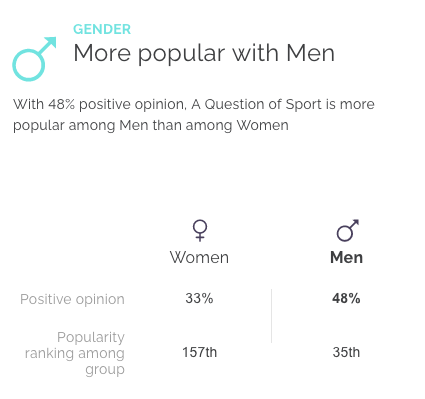 GENDER
More popular with Men
With 48% positive opinion, A Question of Sport is more
popular among Men than among Women
Women Men
Positive opinion 33% 48%
Popularity
ranking among
group 157th 35th